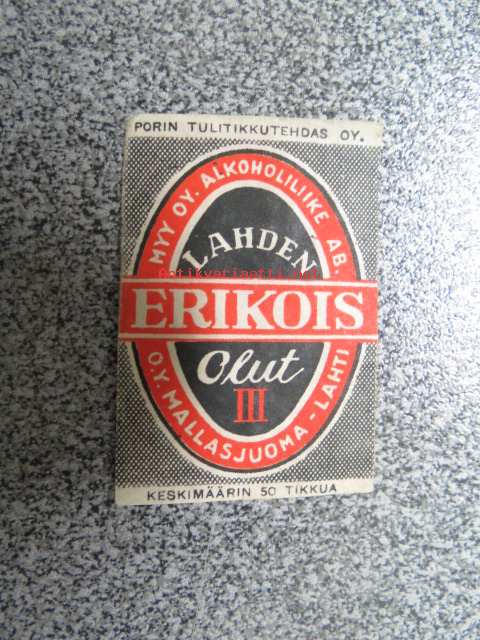 PORIN TULITIKKUTEHDAS OY.
MYY OY. ALKOHOLILIIKE AB.
LAHDEN
ERIKOIS
Olut
III
O.Y. MALLASJUOMA - LAHTI
KESKIMÄÄRIN 50 TIKKUA